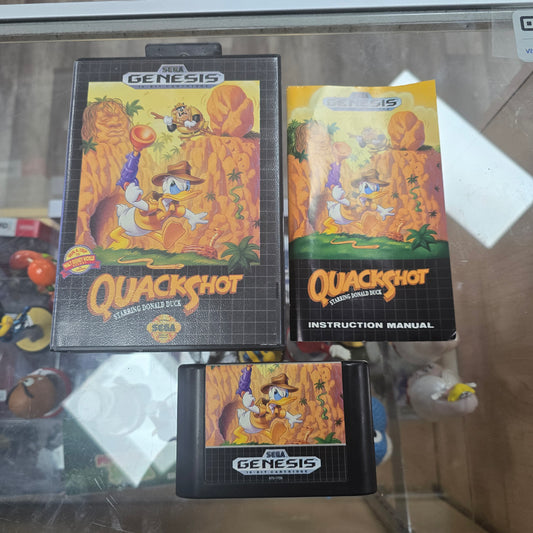 SEGA
GENESIS
16-BIT CARTRIDGE
QUACKSHOT
STARRING DONALD DUCK
SEGA
GENESIS
QUACKSHOT
STARRING DONALD DUCK
INSTRUCTION MANUAL
SEGA
GENESIS
16-BIT CARTRIDGE